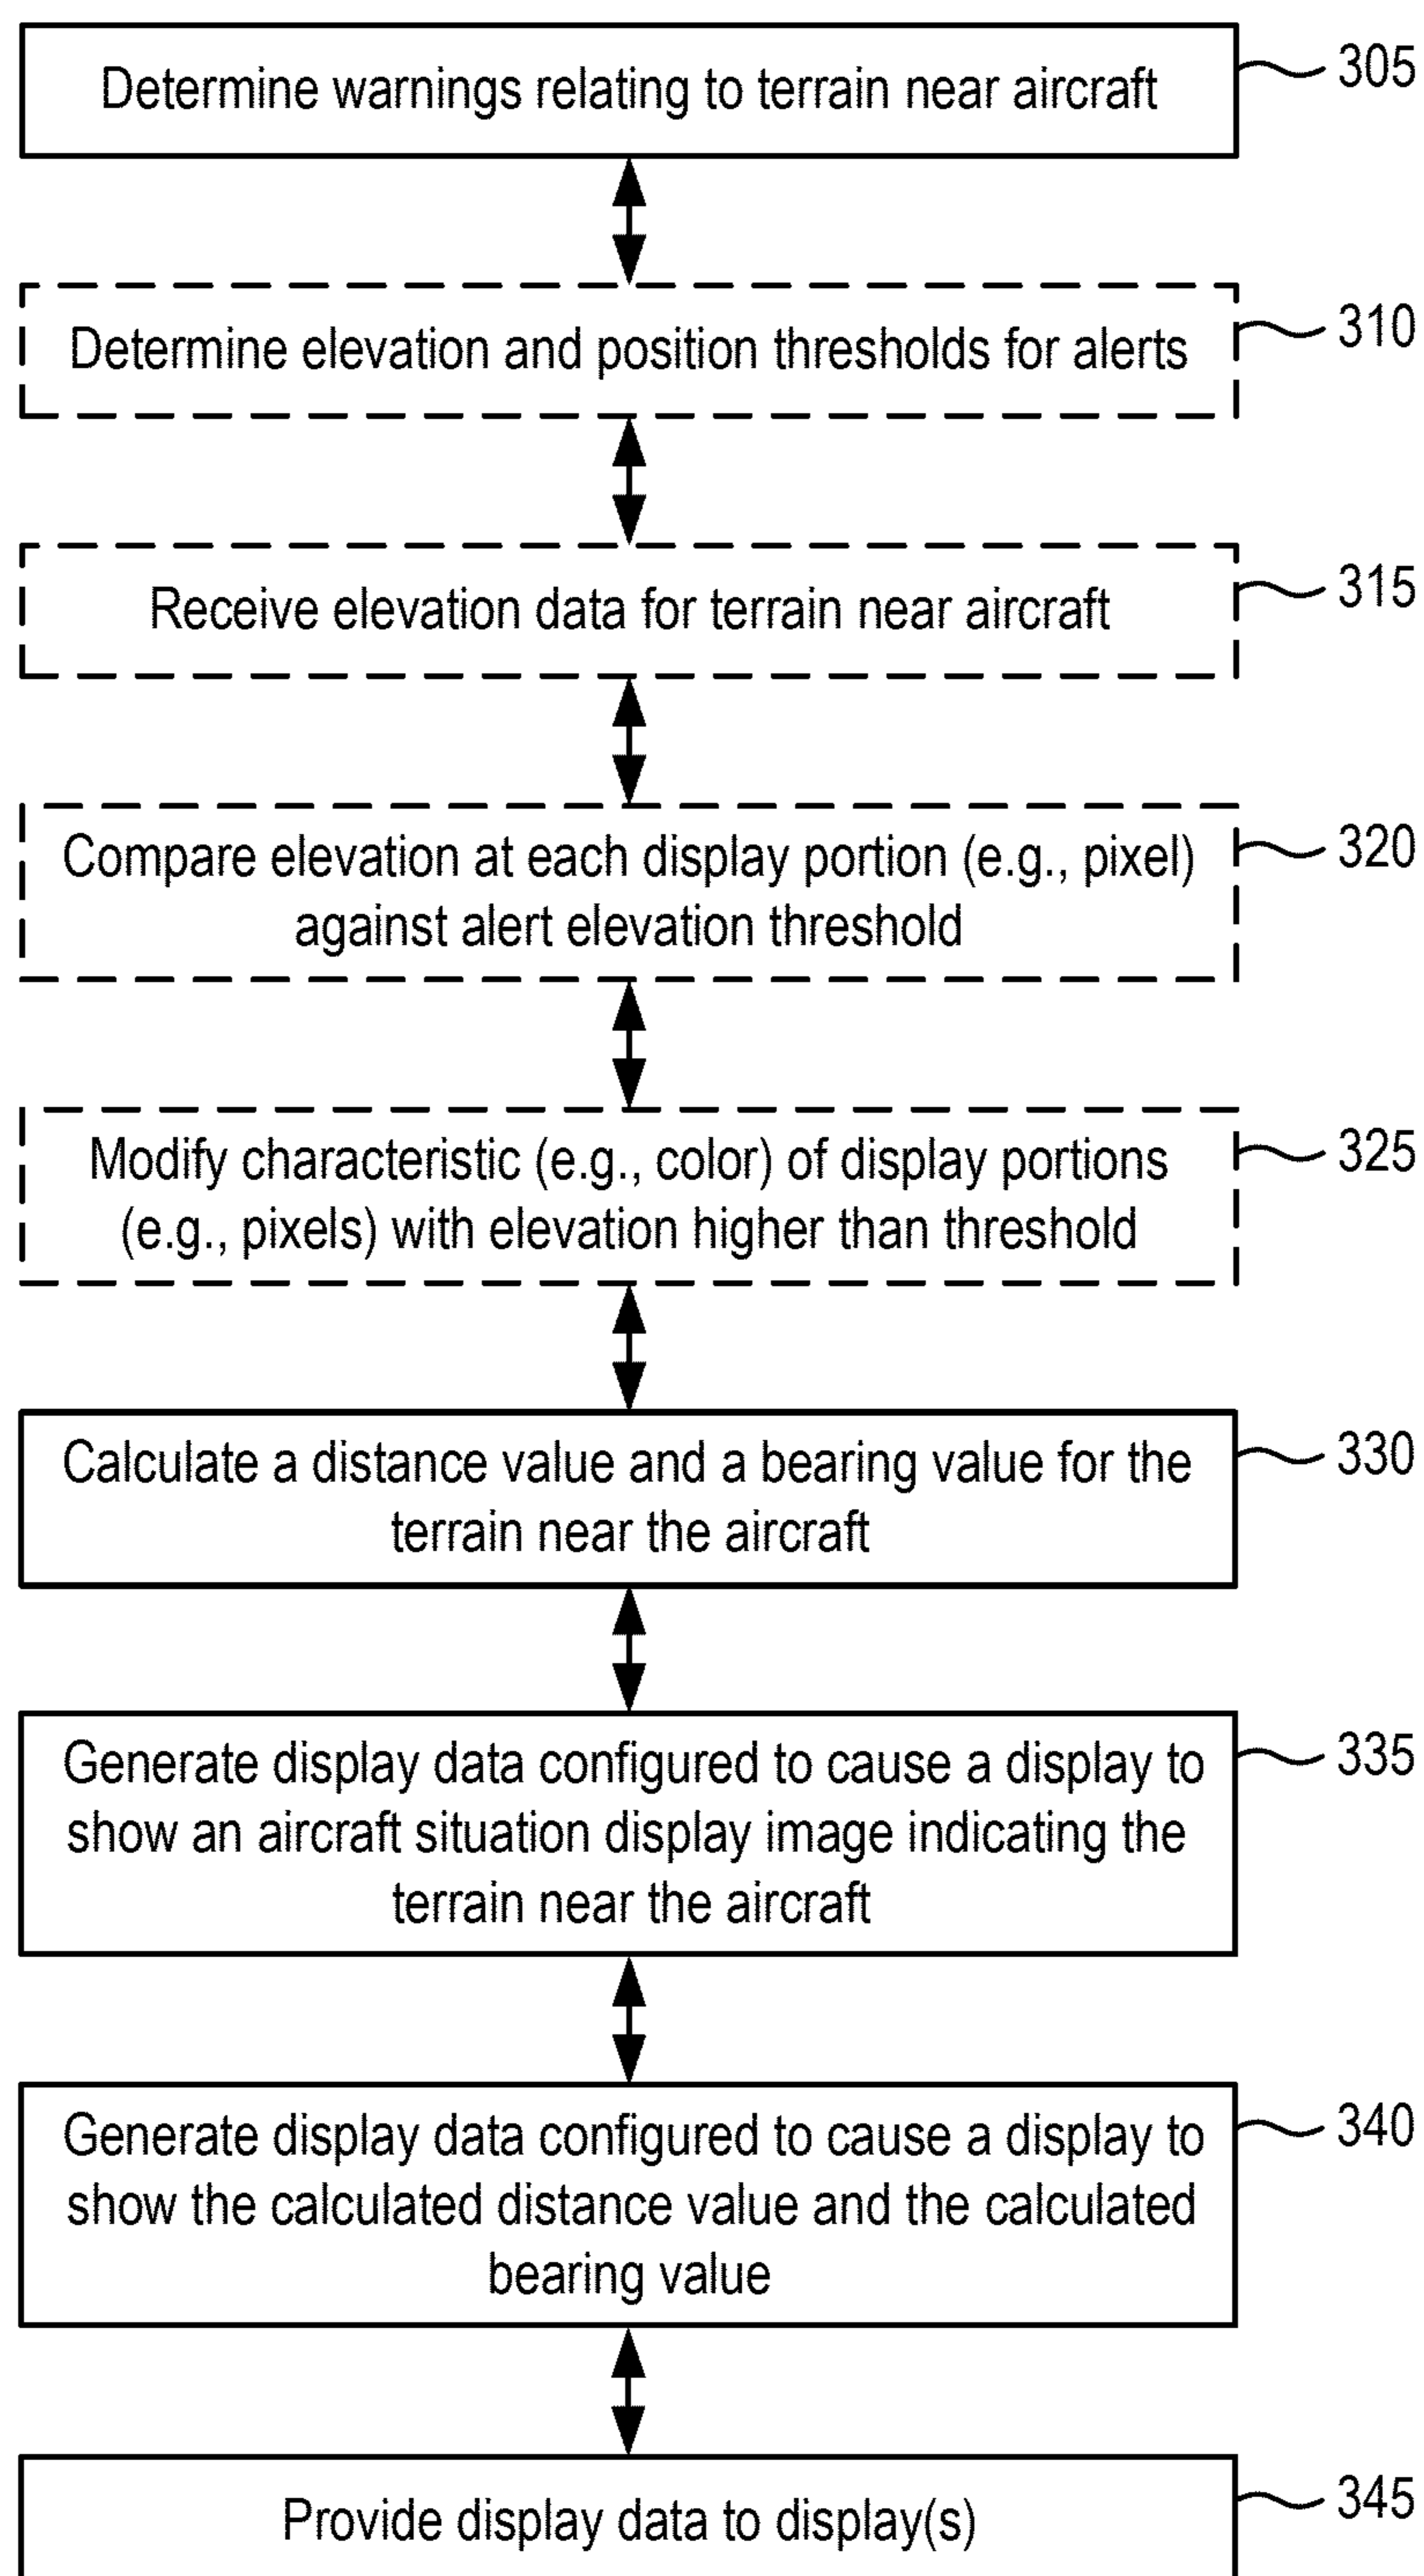 Determine warnings relating to terrain near aircraft
305
Determine elevation and position thresholds for alerts
310
Receive elevation data for terrain near aircraft
315
Compare elevation at each display portion (e.g., pixel)
against alert elevation threshold
320
Modify characteristic (e.g., color) of display portions
(e.g., pixels) with elevation higher than threshold
325
Calculate a distance value and a bearing value for the
terrain near the aircraft
330
Generate display data configured to cause a display to
show an aircraft situation display image indicating the
terrain near the aircraft
335
Generate display data configured to cause a display to
show the calculated distance value and the calculated
bearing value
340
Provide display data to display(s)
345